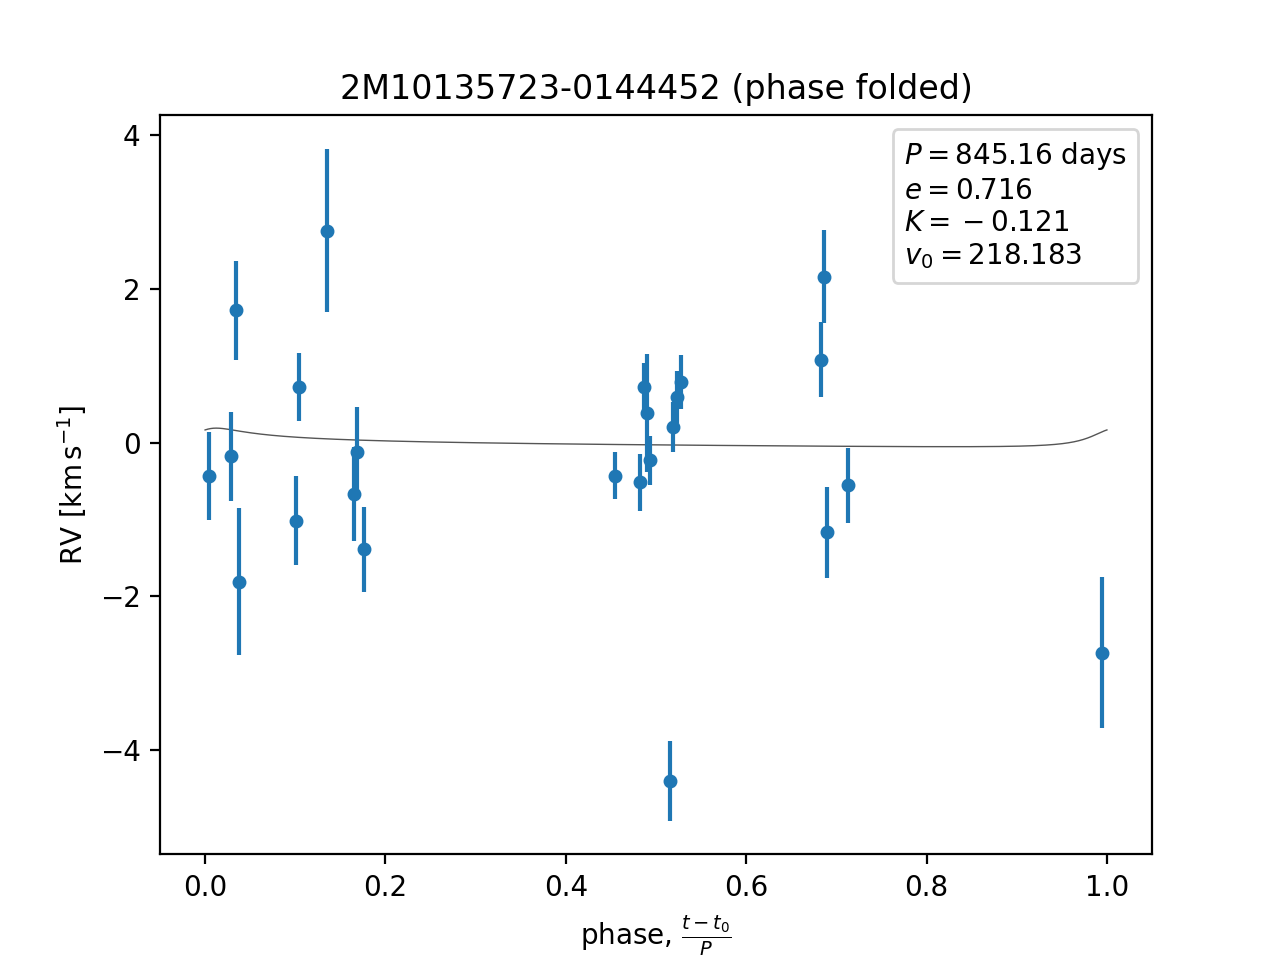 2M10135723-0144452 (phase folded)
P = 845.16 days
e = 0.716
K = −0.121
v₀ = 218.183
4
2
0
−2
−4
RV [km s⁻¹]
0.0 0.2 0.4 0.6 0.8 1.0
phase, (t − t₀)/P